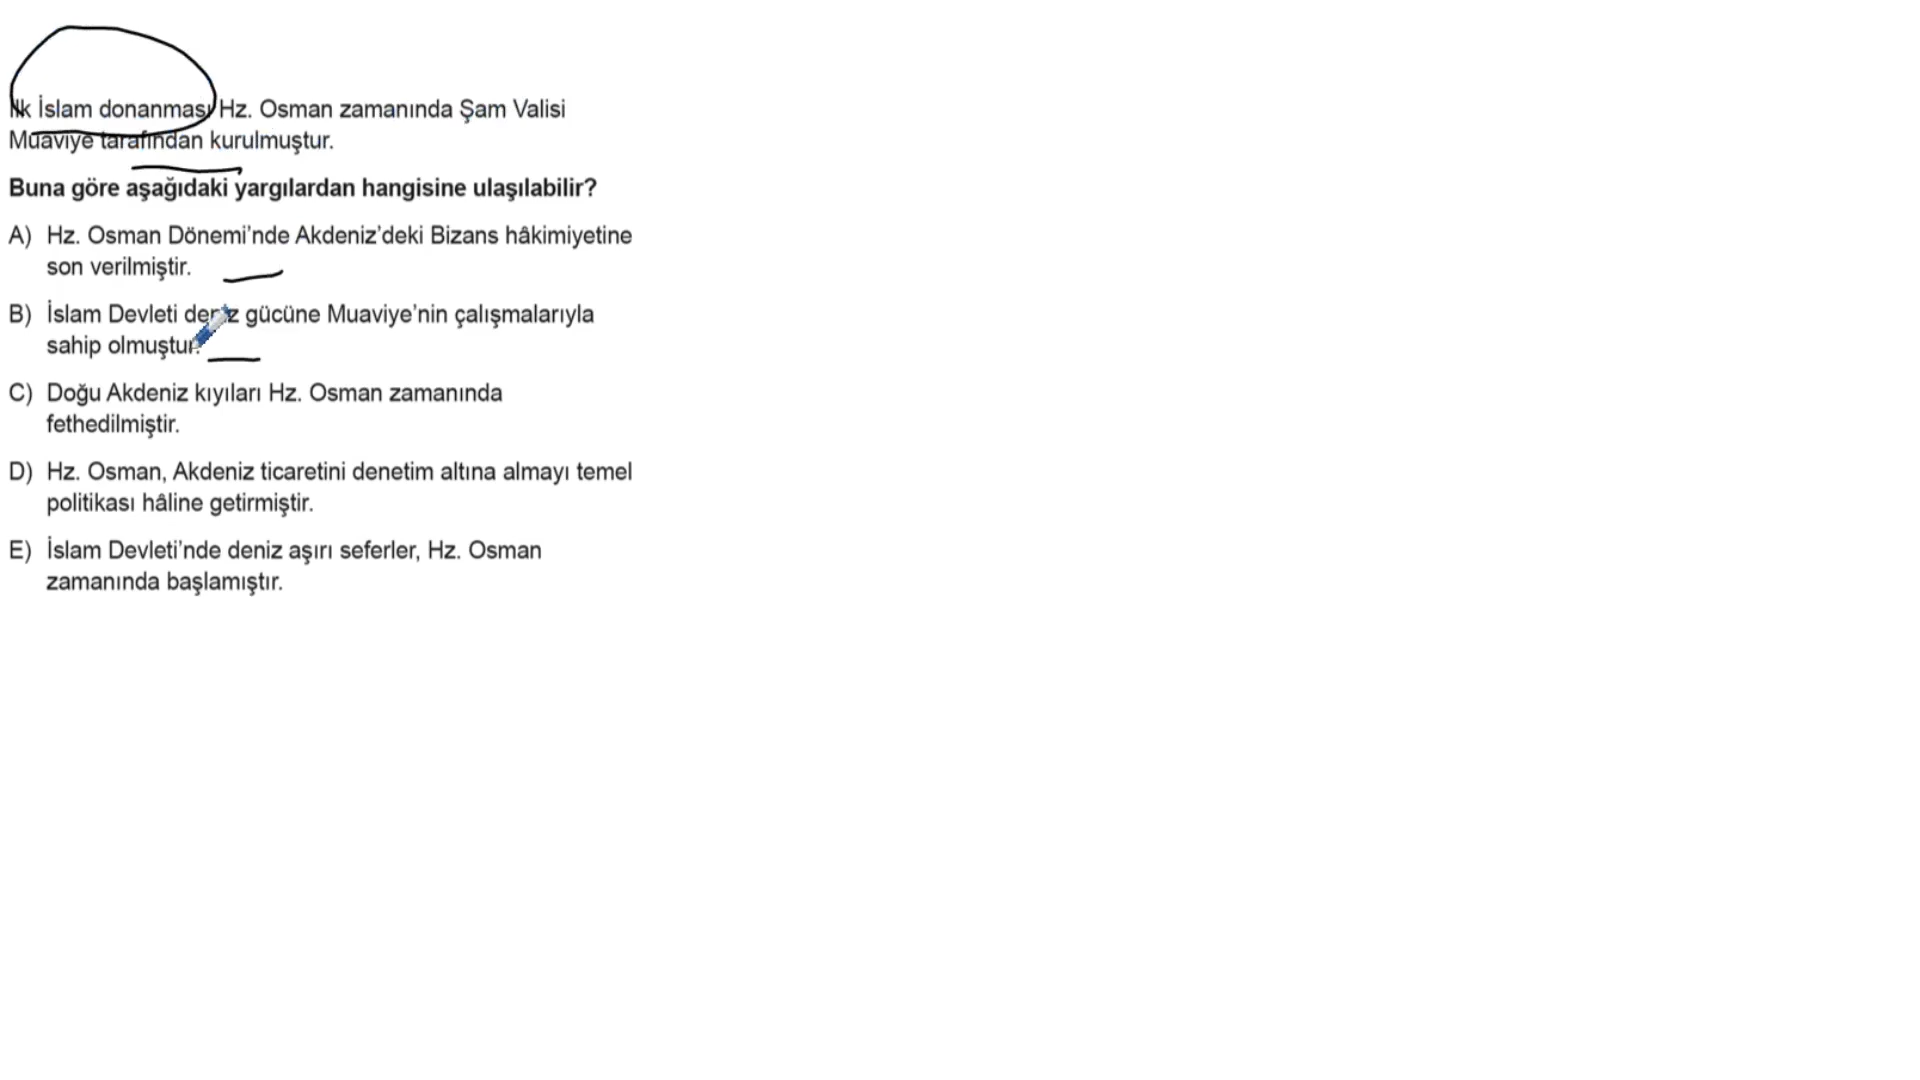 İlk İslam donanması Hz. Osman zamanında Şam Valisi
Muaviye tarafından kurulmuştur.
Buna göre aşağıdaki yargılardan hangisine ulaşılabilir?
A) Hz. Osman Dönemi’nde Akdeniz’deki Bizans hâkimiyetine
son verilmiştir.
B) İslam Devleti deniz gücüne Muaviye’nin çalışmalarıyla
sahip olmuştur.
C) Doğu Akdeniz kıyıları Hz. Osman zamanında
fethedilmiştir.
D) Hz. Osman, Akdeniz ticaretini denetim altına almayı temel
politikası hâline getirmiştir.
E) İslam Devleti’nde deniz aşırı seferler, Hz. Osman
zamanında başlamıştır.